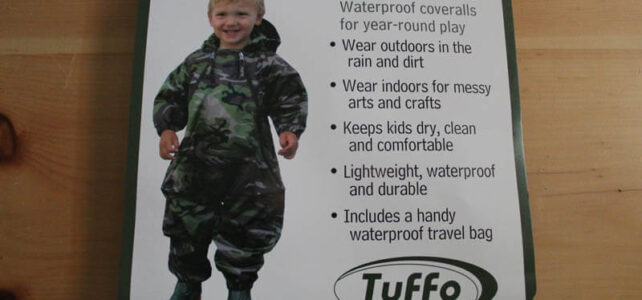 Waterproof coveralls
for year-round play
• Wear outdoors in the
rain and dirt
• Wear indoors for messy
arts and crafts
• Keeps kids dry, clean
and comfortable
• Lightweight, waterproof
and durable
• Includes a handy
waterproof travel bag
Tuffo